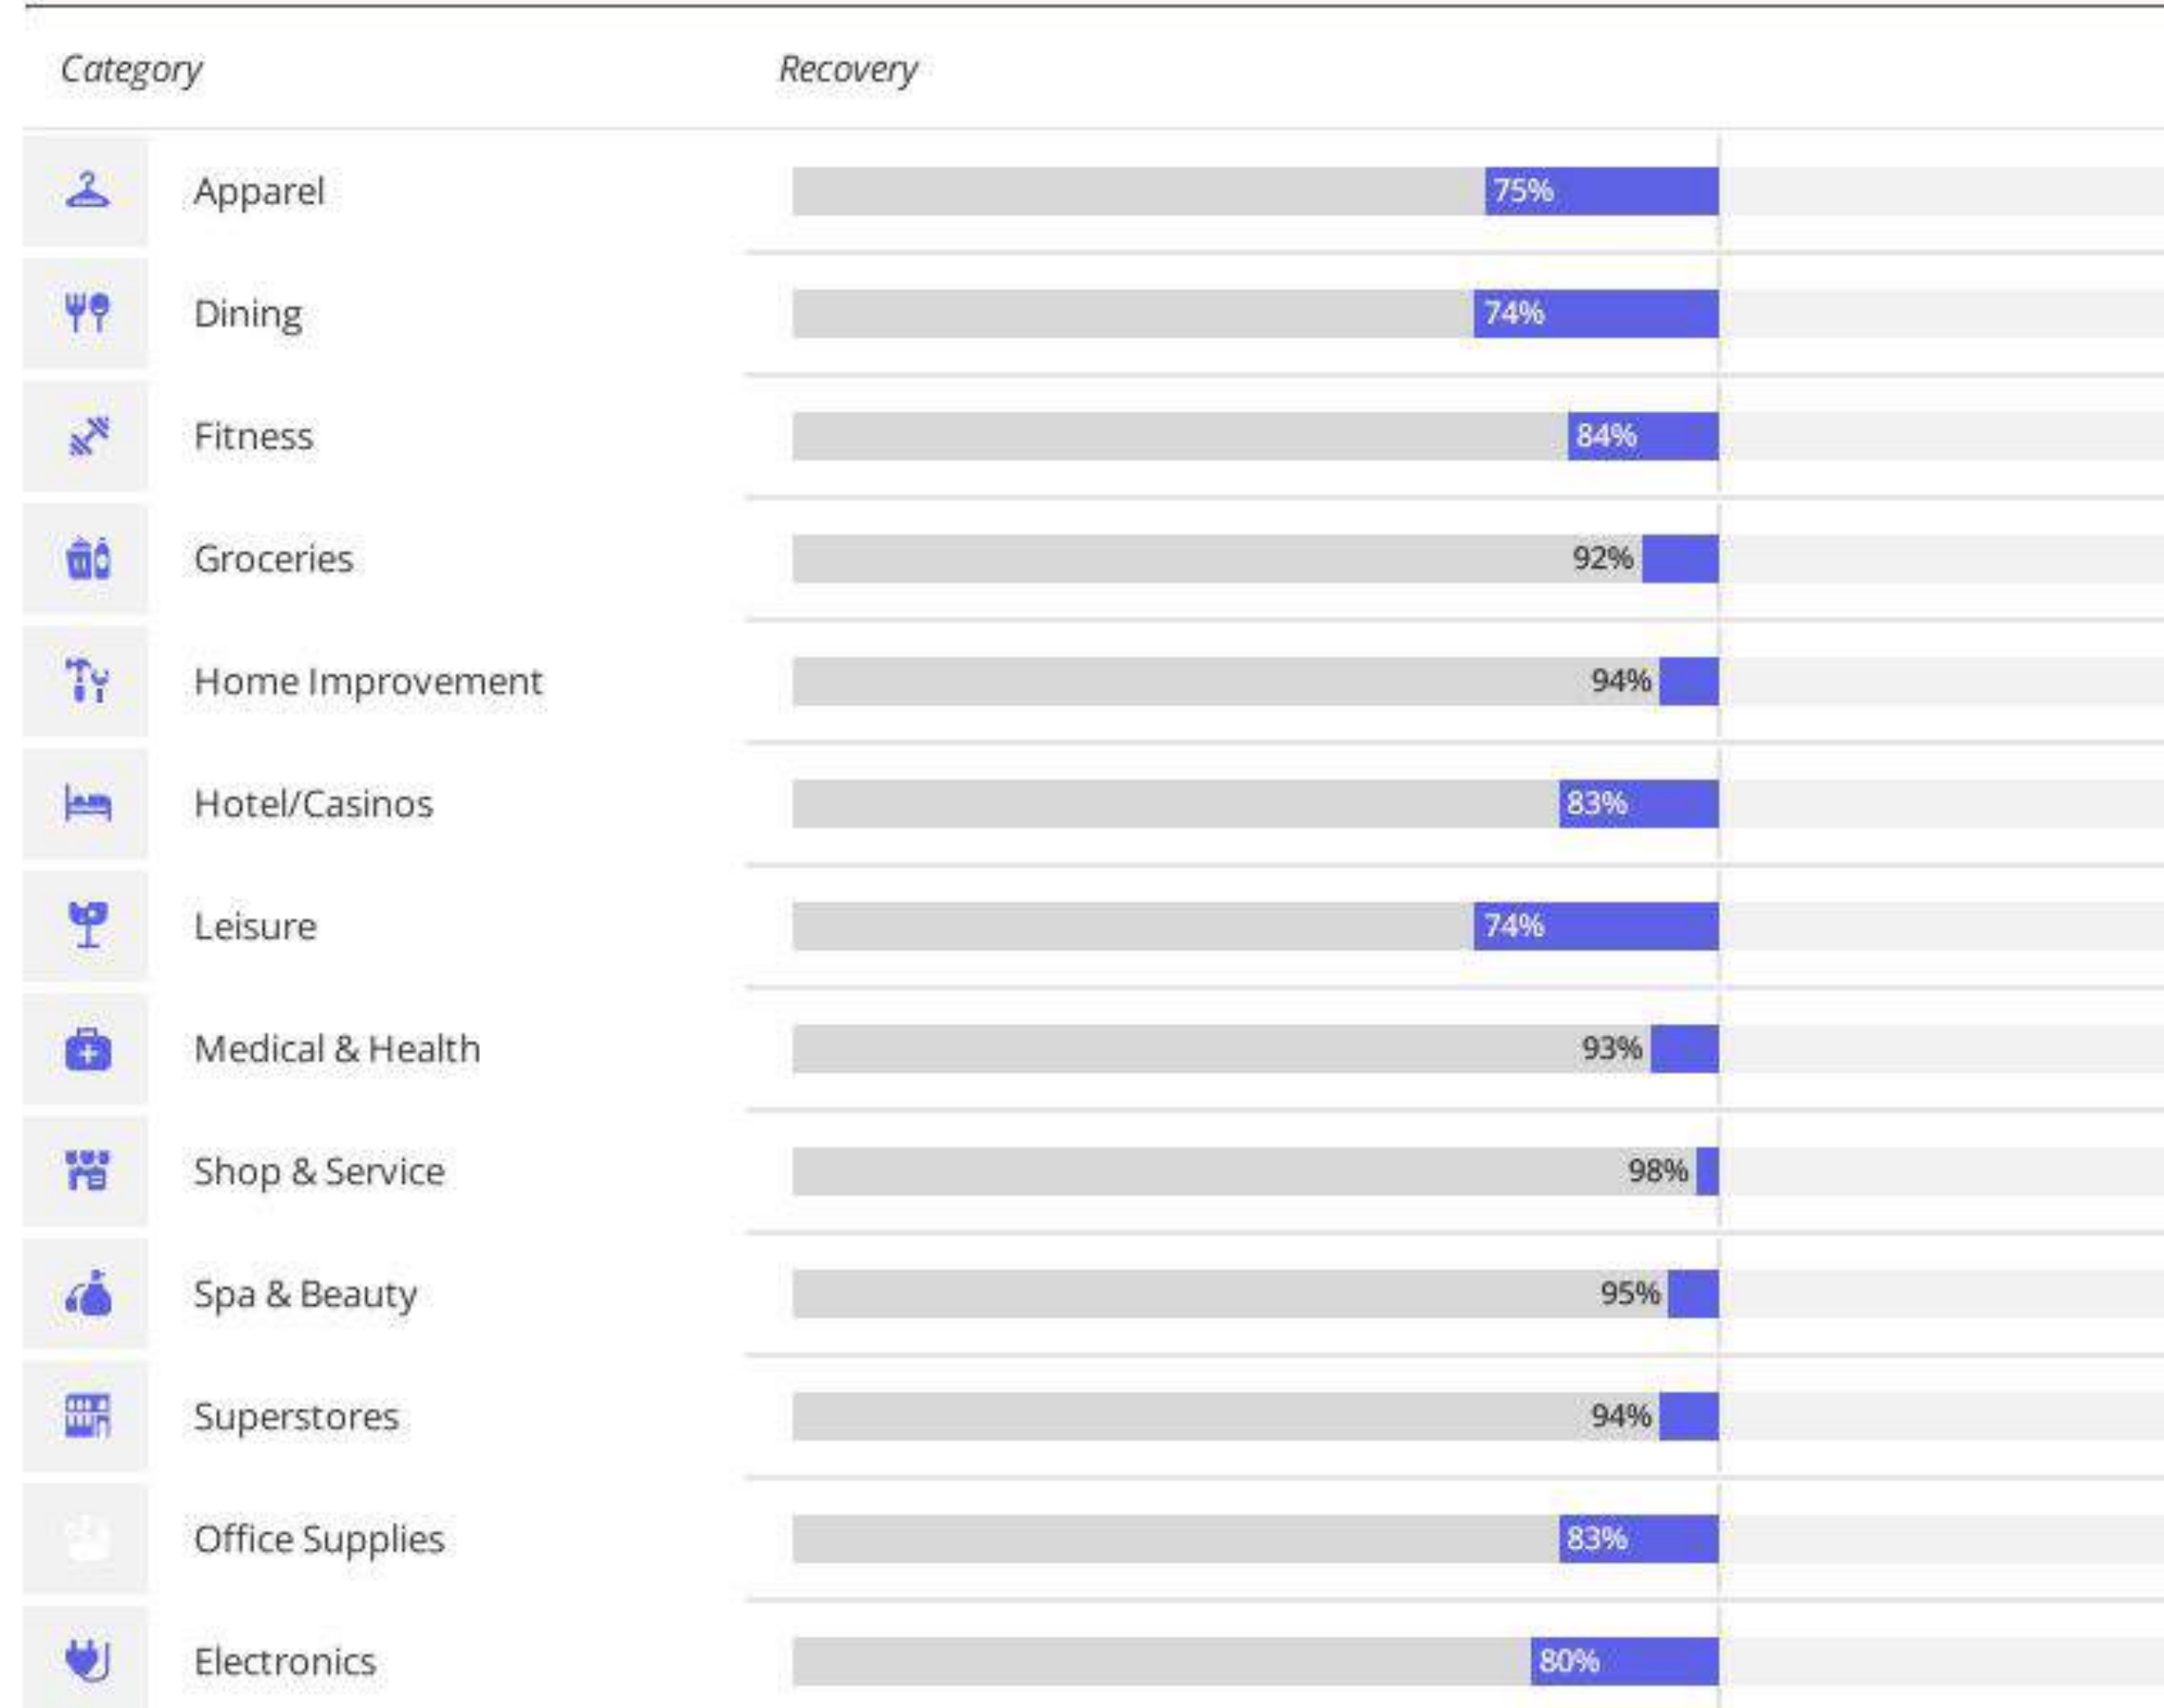 Category Recovery
Apparel 75%
Dining 74%
Fitness 84%
Groceries 92%
Home Improvement 94%
Hotel/Casinos 83%
Leisure 74%
Medical & Health 93%
Shop & Service 98%
Spa & Beauty 95%
Superstores 94%
Office Supplies 83%
Electronics 80%